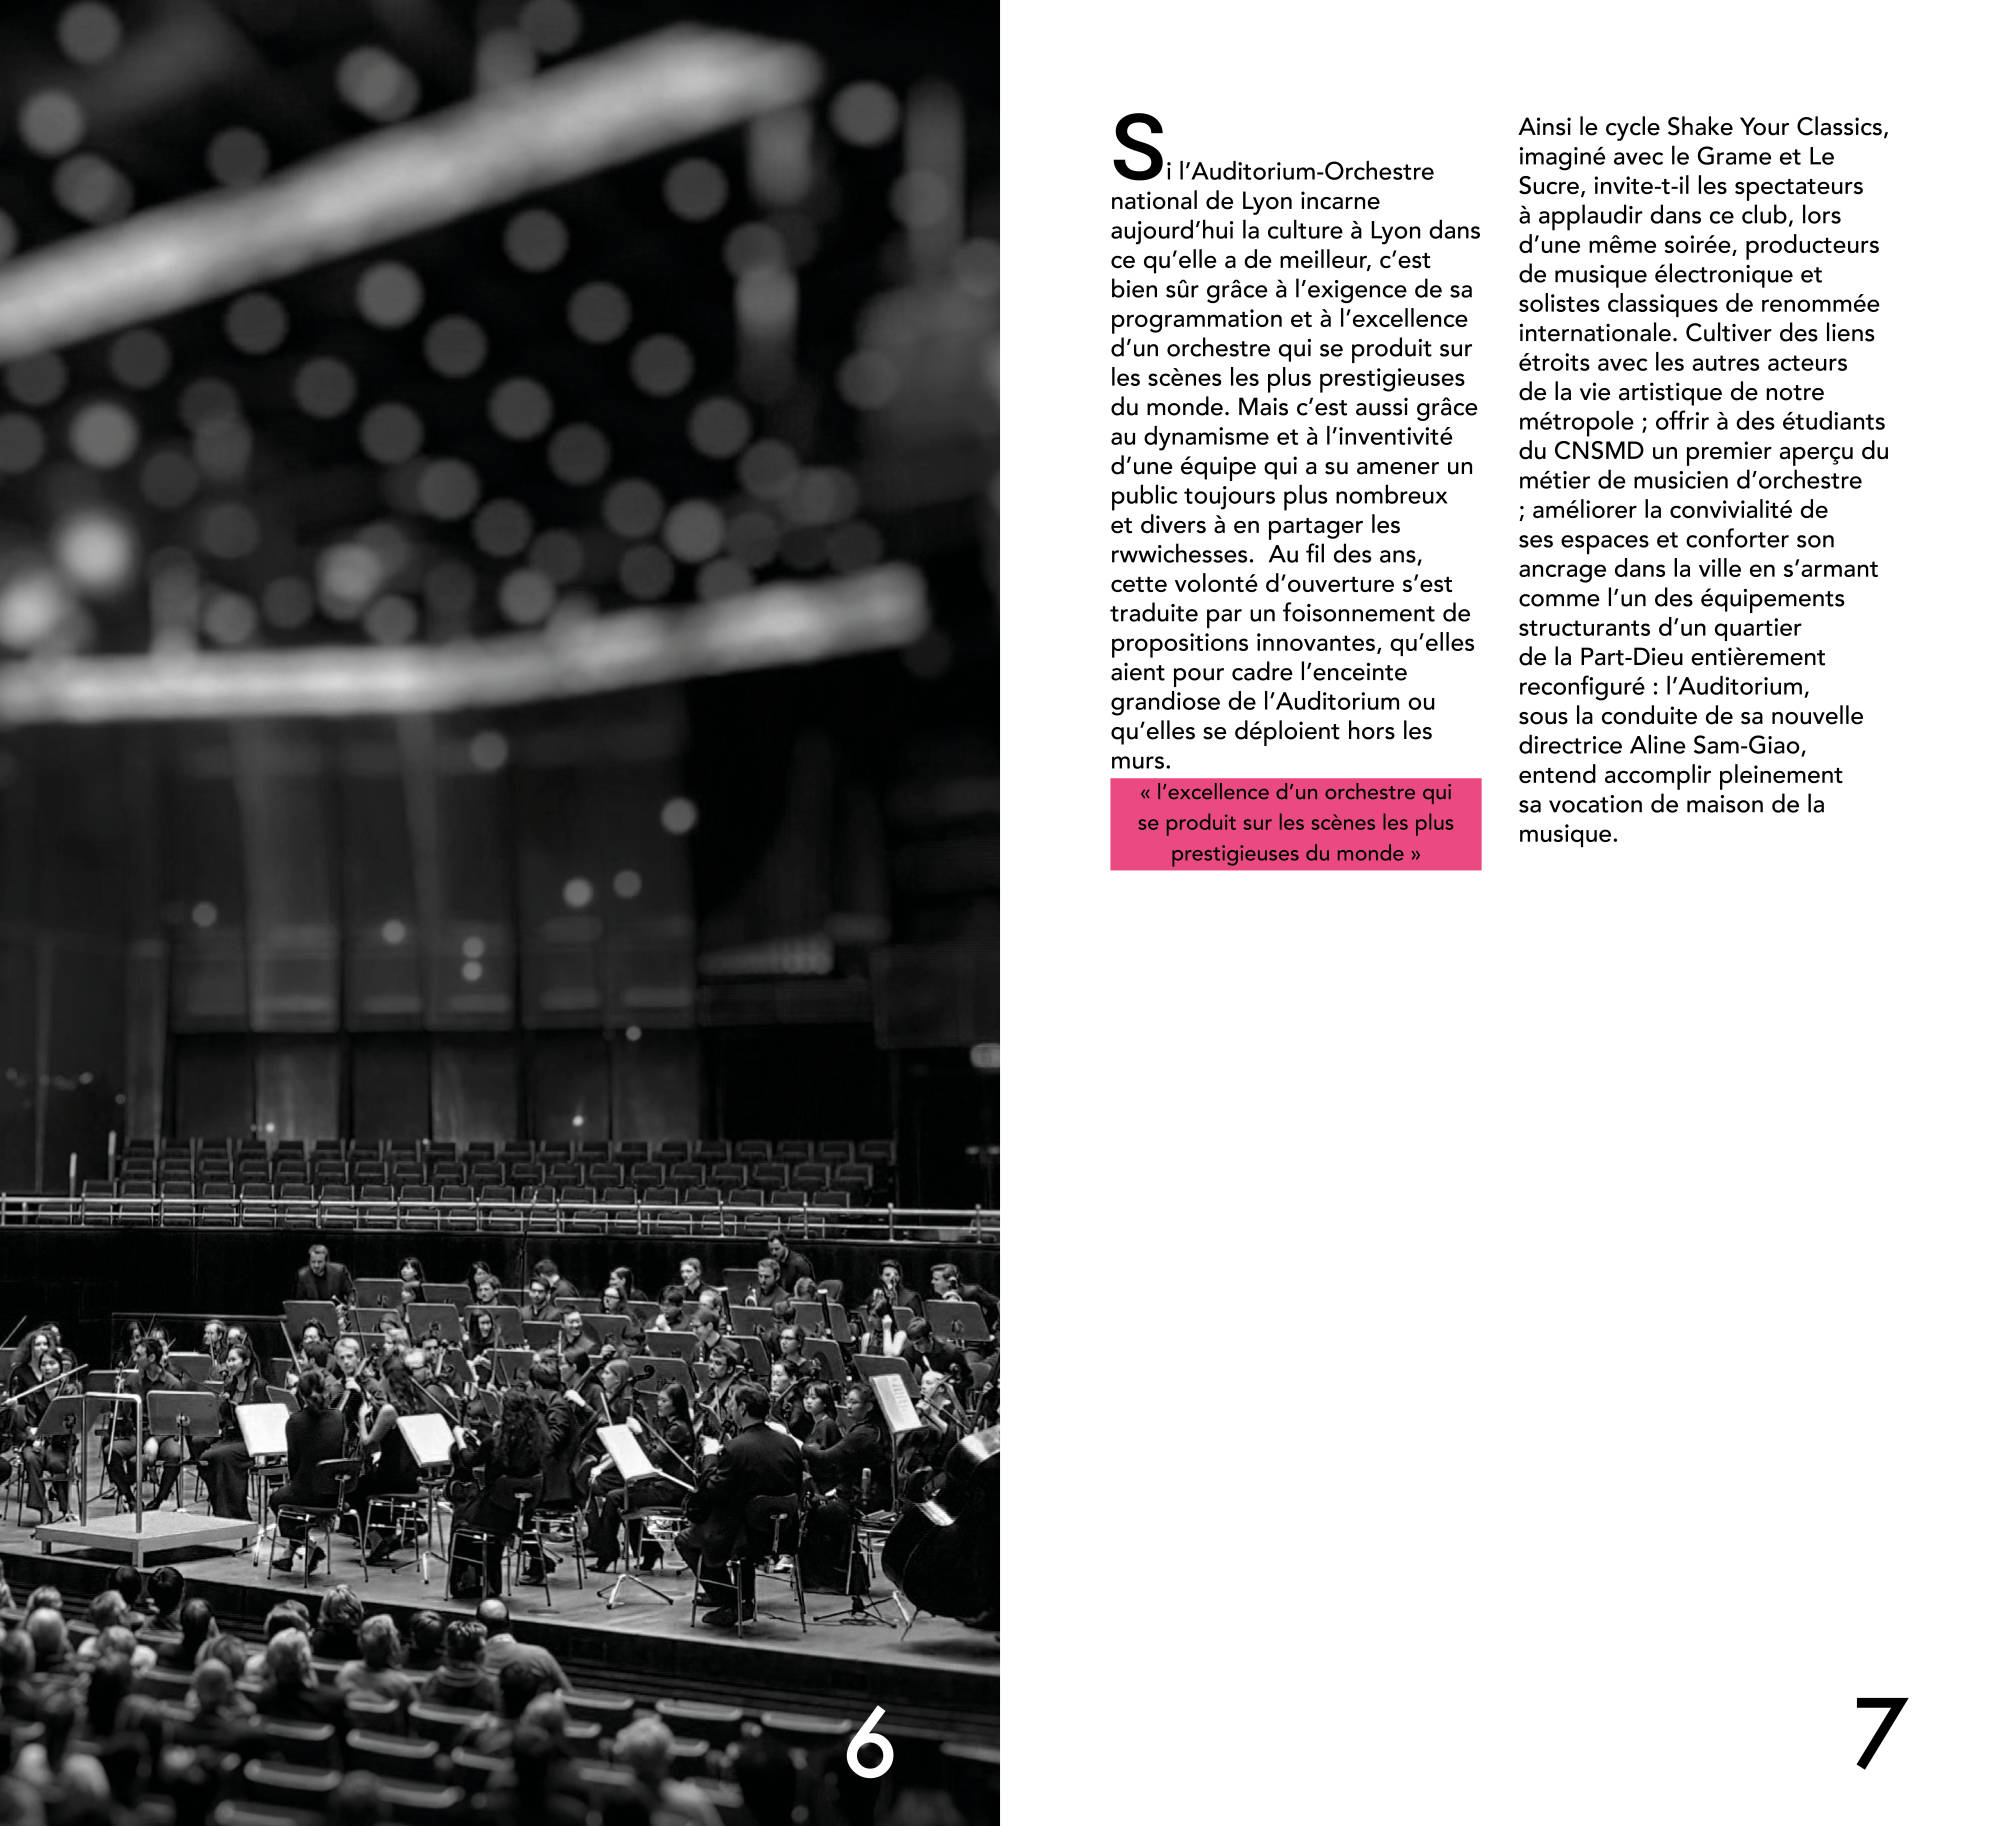 Si l’Auditorium-Orchestre
national de Lyon incarne
aujourd’hui la culture à Lyon dans
ce qu’elle a de meilleur, c’est
bien sûr grâce à l’exigence de sa
programmation et à l’excellence
d’un orchestre qui se produit sur
les scènes les plus prestigieuses
du monde. Mais c’est aussi grâce
au dynamisme et à l’inventivité
d’une équipe qui a su amener un
public toujours plus nombreux
et divers à en partager les
rwwichesses.  Au fil des ans,
cette volonté d’ouverture s’est
traduite par un foisonnement de
propositions innovantes, qu’elles
aient pour cadre l’enceinte
grandiose de l’Auditorium ou
qu’elles se déploient hors les
murs.
« l’excellence d’un orchestre qui
se produit sur les scènes les plus
prestigieuses du monde »
Ainsi le cycle Shake Your Classics,
imaginé avec le Grame et Le
Sucre, invite-t-il les spectateurs
à applaudir dans ce club, lors
d’une même soirée, producteurs
de musique électronique et
solistes classiques de renommée
internationale. Cultiver des liens
étroits avec les autres acteurs
de la vie artistique de notre
métropole ; offrir à des étudiants
du CNSMD un premier aperçu du
métier de musicien d’orchestre
; améliorer la convivialité de
ses espaces et conforter son
ancrage dans la ville en s’armant
comme l’un des équipements
structurants d’un quartier
de la Part-Dieu entièrement
reconfiguré : l’Auditorium,
sous la conduite de sa nouvelle
directrice Aline Sam-Giao,
entend accomplir pleinement
sa vocation de maison de la
musique.
6
7